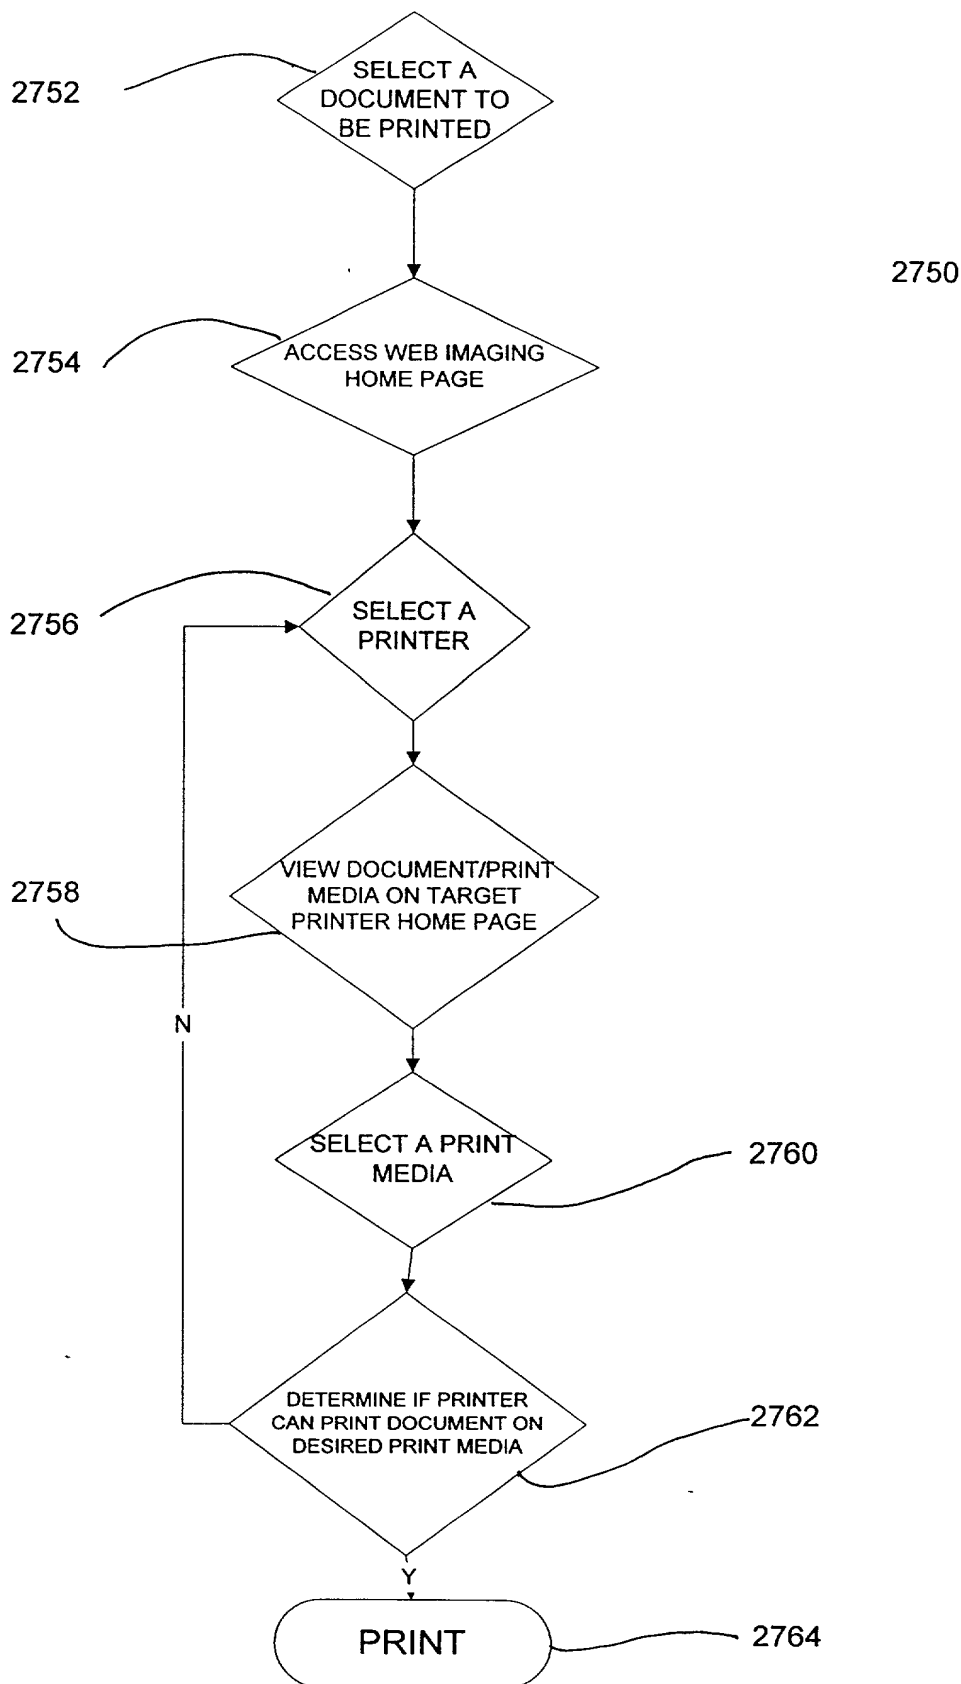 2752
SELECT A
DOCUMENT TO
BE PRINTED
2750
2754
ACCESS WEB IMAGING
HOME PAGE
2756
SELECT A
PRINTER
2758
VIEW DOCUMENT/PRINT
MEDIA ON TARGET
PRINTER HOME PAGE
N
SELECT A PRINT
MEDIA
2760
DETERMINE IF PRINTER
CAN PRINT DOCUMENT ON
DESIRED PRINT MEDIA
2762
Y
PRINT
2764